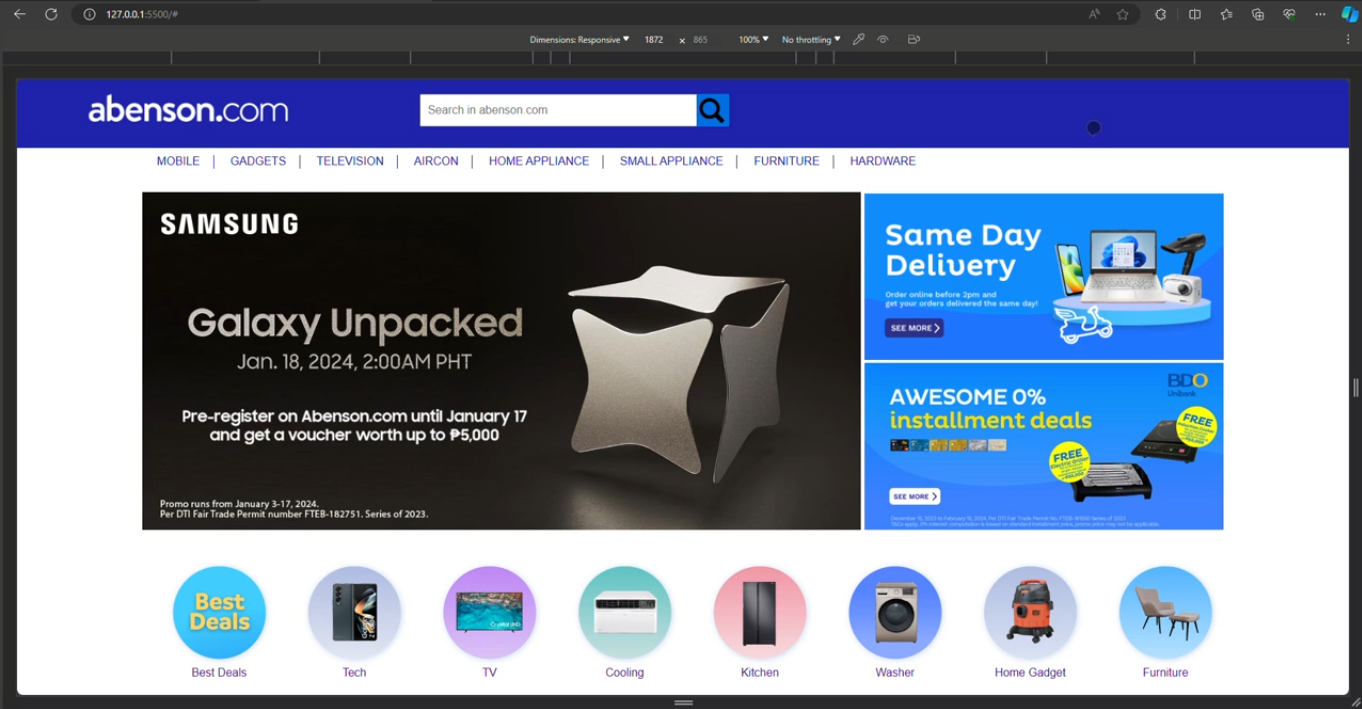 127.0.0.1:5500/#
Dimensions: Responsive 1872 x 865 100% No throttling
abenson.com
Search in abenson.com
MOBILE | GADGETS | TELEVISION | AIRCON | HOME APPLIANCE | SMALL APPLIANCE | FURNITURE | HARDWARE
SAMSUNG
Galaxy Unpacked
Jan. 18, 2024, 2:00AM PHT
Pre-register on Abenson.com until January 17
and get a voucher worth up to ₱5,000
Promo runs from January 3-17, 2024.
Per DTI Fair Trade Permit number FTEB-182751. Series of 2023.
Same Day
Delivery
Order online before 2pm and
get your orders delivered the same day!
SEE MORE
BDO
Unibank
AWESOME 0%
installment deals
FREE
FREE
Electric Griller
SEE MORE
Best
Deals
Crystal UHD
Best Deals
Tech
TV
Cooling
Kitchen
Washer
Home Gadget
Furniture